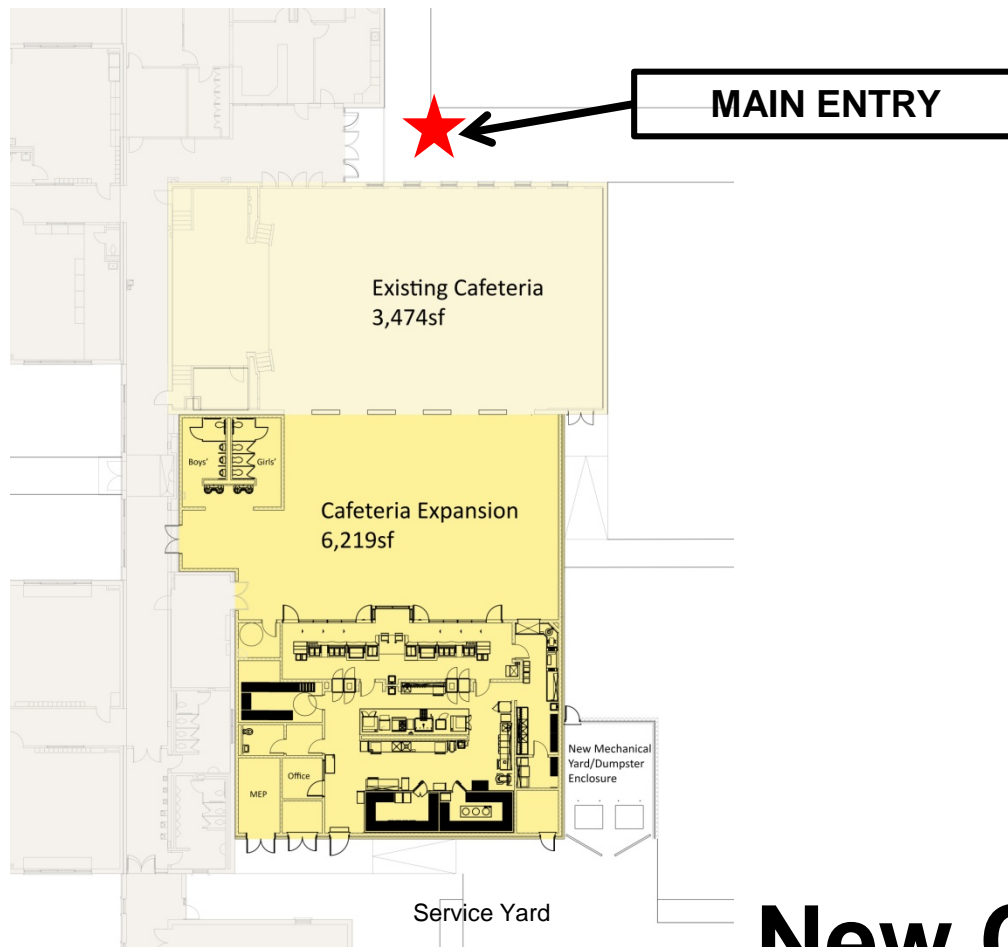 MAIN ENTRY
Existing Cafeteria
3,474sf
Boys'
Girls'
Cafeteria Expansion
6,219sf
New Mechanical
Yard/Dumpster
Enclosure
Office
MEP
Service Yard
New